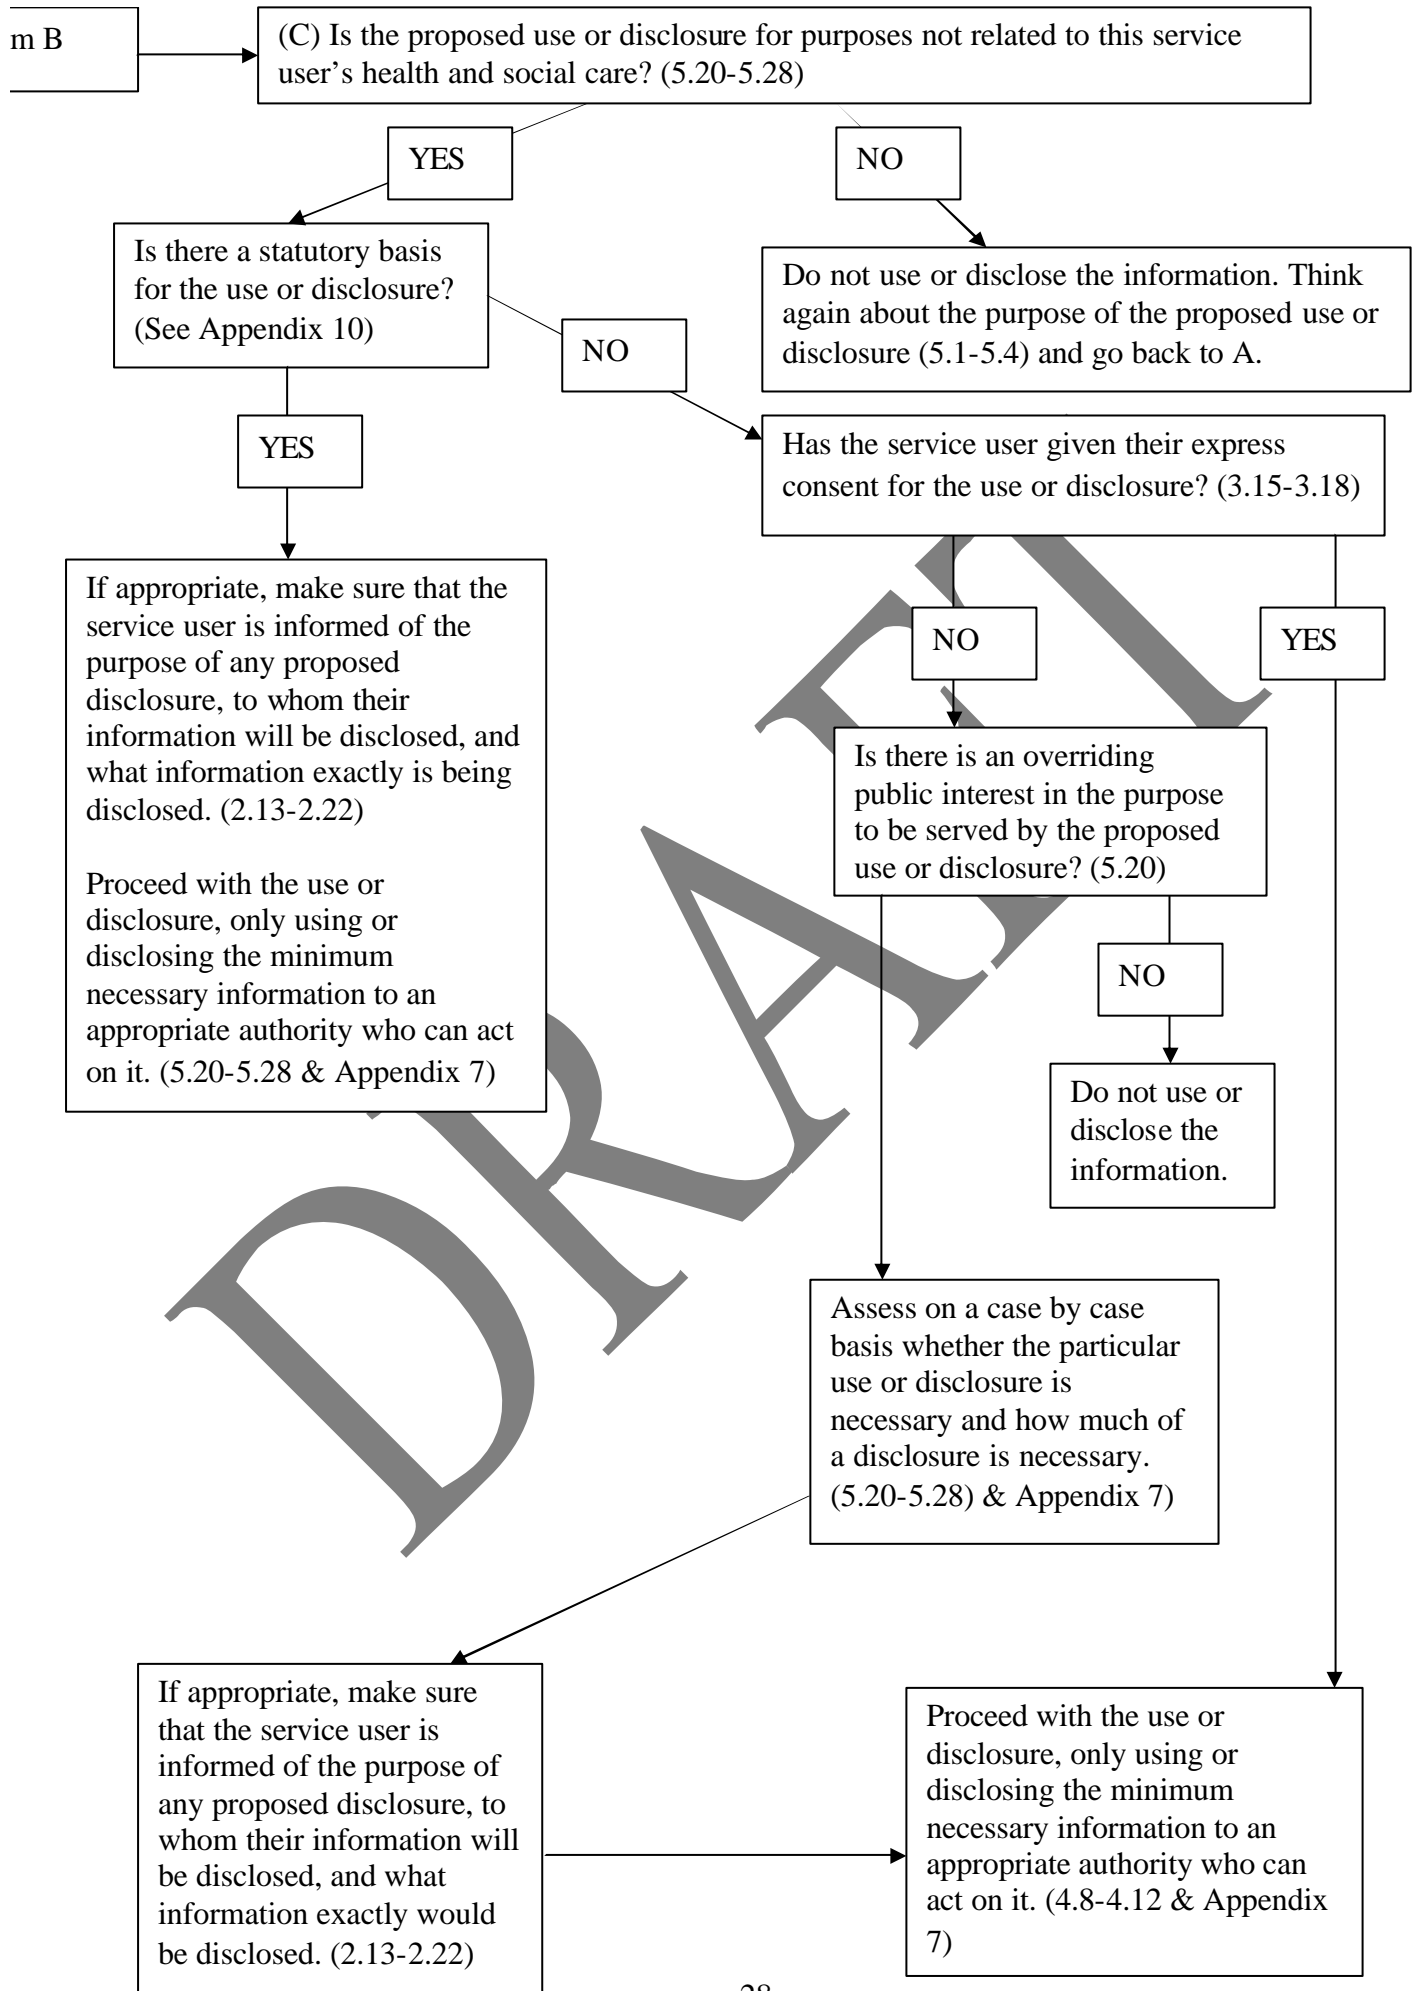 m B
(C) Is the proposed use or disclosure for purposes not related to this service
user’s health and social care? (5.20-5.28)
YES
NO
Is there a statutory basis
for the use or disclosure?
(See Appendix 10)
Do not use or disclose the information. Think
again about the purpose of the proposed use or
disclosure (5.1-5.4) and go back to A.
NO
YES
Has the service user given their express
consent for the use or disclosure? (3.15-3.18)
If appropriate, make sure that the
service user is informed of the
purpose of any proposed
disclosure, to whom their
information will be disclosed, and
what information exactly is being
disclosed. (2.13-2.22)
Proceed with the use or
disclosure, only using or
disclosing the minimum
necessary information to an
appropriate authority who can act
on it. (5.20-5.28 & Appendix 7)
NO
YES
Is there is an overriding
public interest in the purpose
to be served by the proposed
use or disclosure? (5.20)
NO
Do not use or
disclose the
information.
DRAFT
Assess on a case by case
basis whether the particular
use or disclosure is
necessary and how much of
a disclosure is necessary.
(5.20-5.28) & Appendix 7)
If appropriate, make sure
that the service user is
informed of the purpose of
any proposed disclosure, to
whom their information will
be disclosed, and what
information exactly would
be disclosed. (2.13-2.22)
Proceed with the use or
disclosure, only using or
disclosing the minimum
necessary information to an
appropriate authority who can
act on it. (4.8-4.12 & Appendix
7)
28